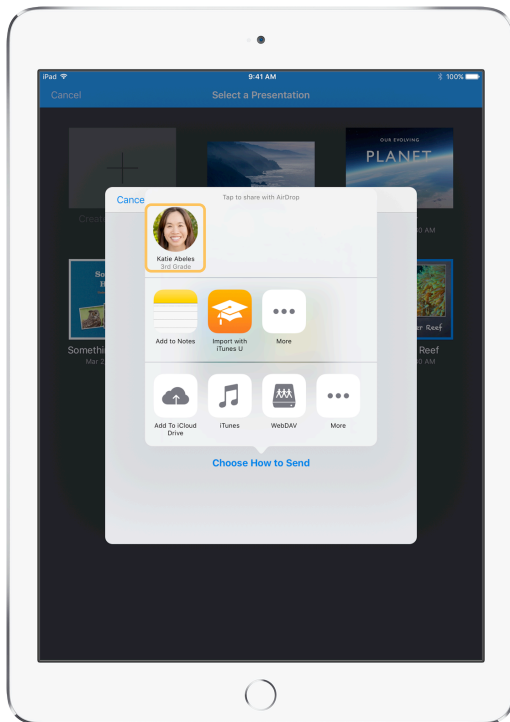 iPad 9:41 AM 100%
Cancel Select a Presentation
OUR EVOLVING
PLANET
Tap to share with AirDrop
Katie Abeles
3rd Grade
Add to Notes
Import with
iTunes U
More
Reef
Mar 2
Add To iCloud
Drive
iTunes
WebDAV
More
Choose How to Send